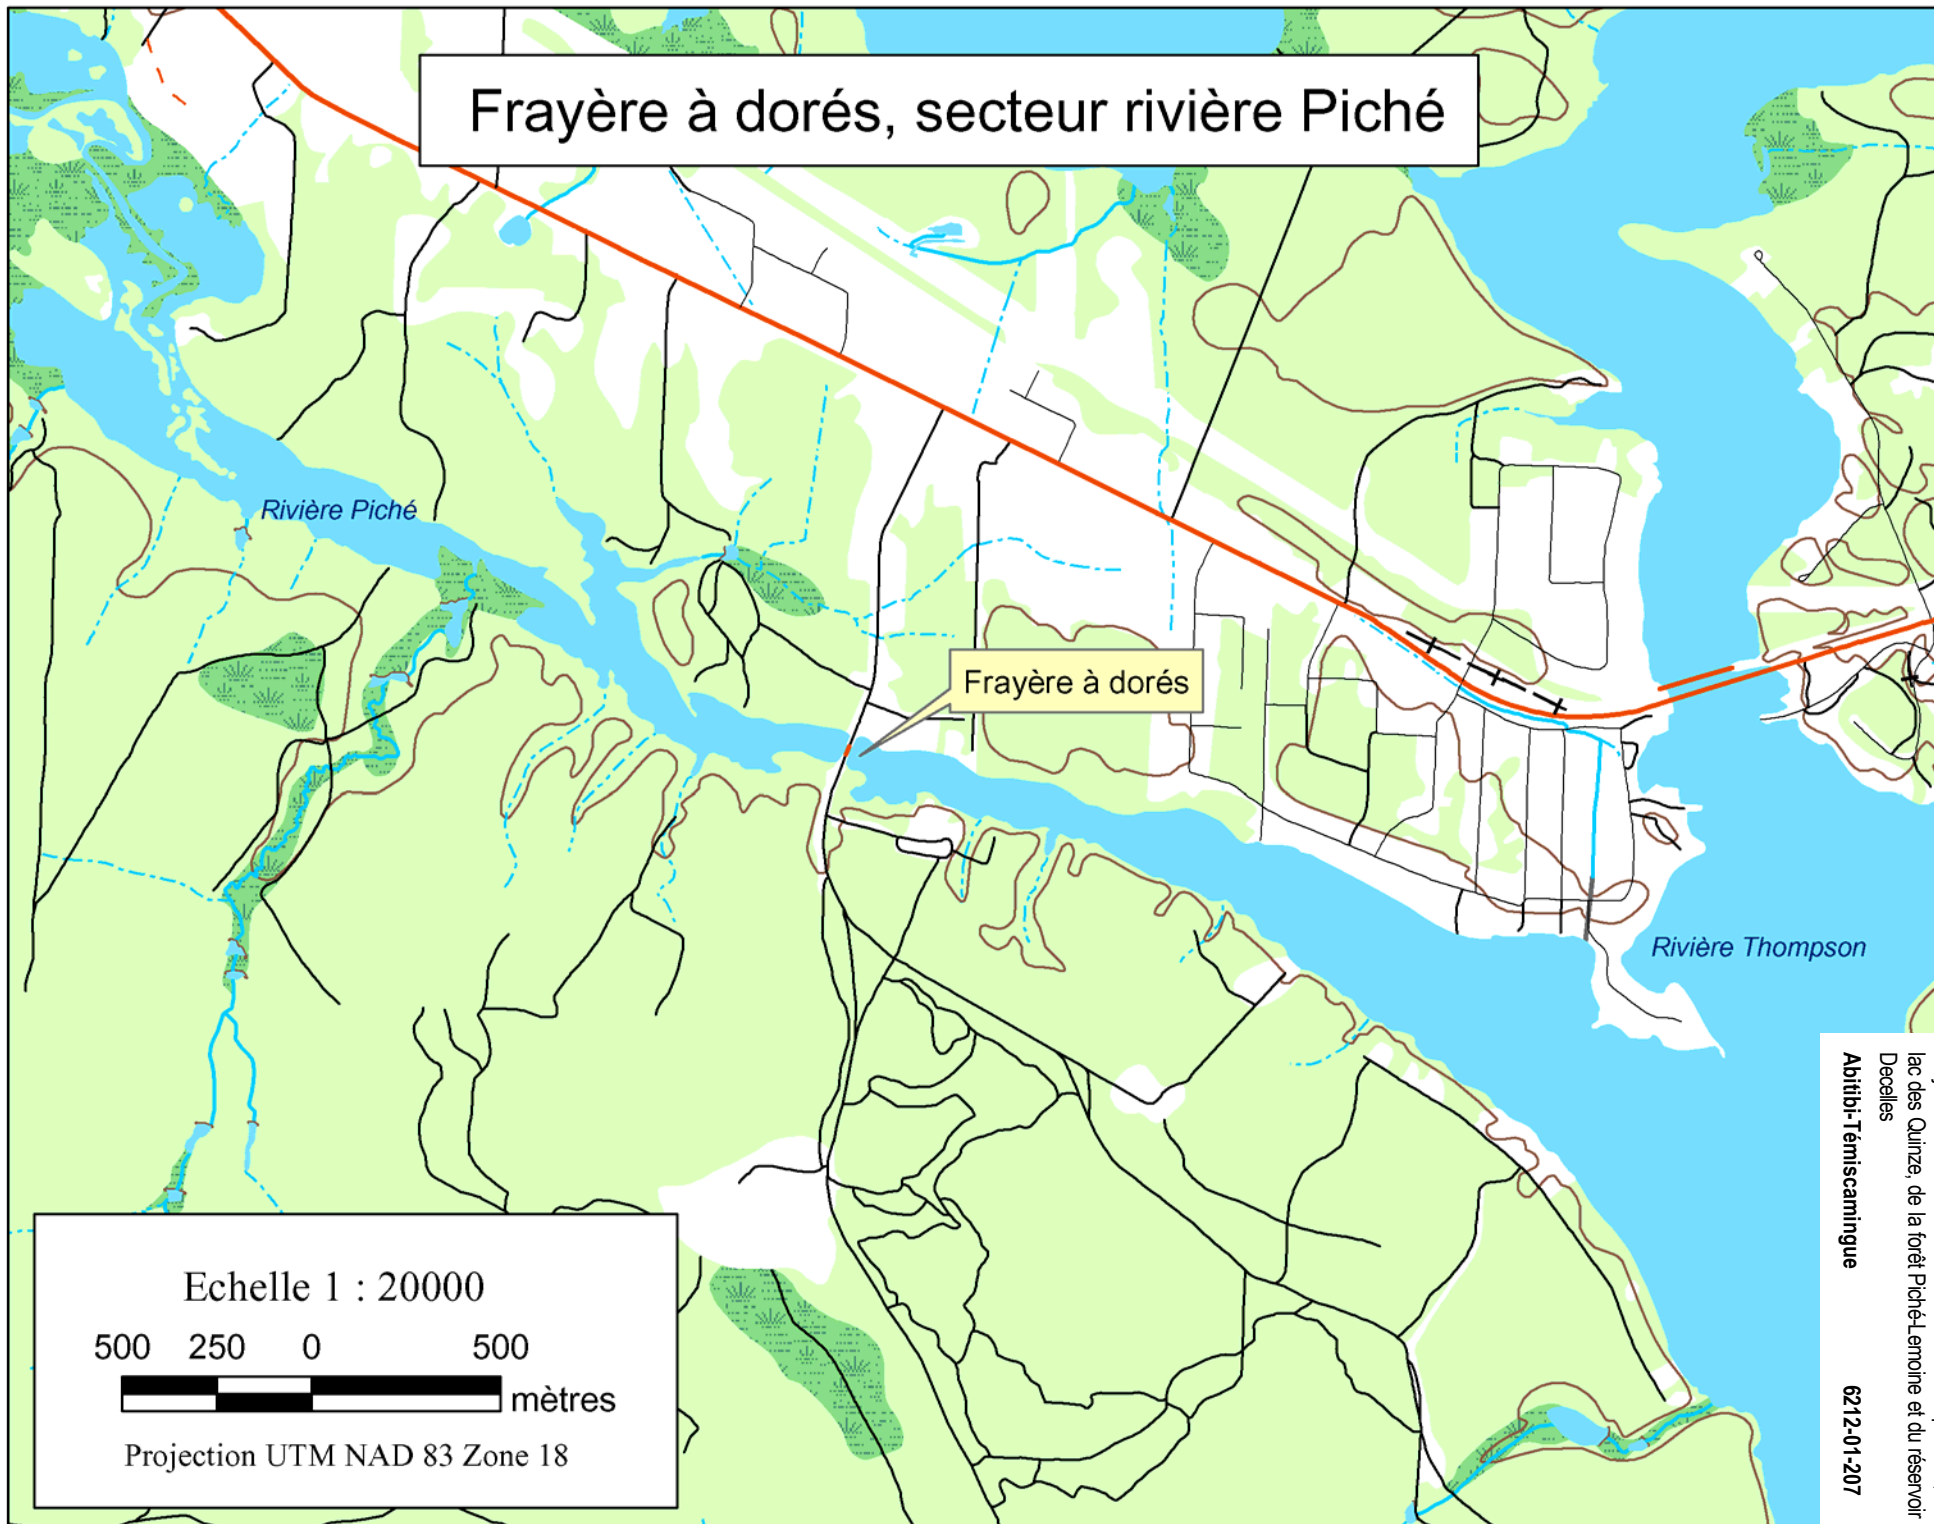 Frayère à dorés, secteur rivière Piché
Rivière Piché
Frayère à dorés
Rivière Thompson
lac des Quinze, de la forêt Piché-Lemoine et du réservoir
Decelles
Abitibi-Témiscamingue 6212-01-207
Echelle 1 : 20000
500 250 0 500
mètres
Projection UTM NAD 83 Zone 18